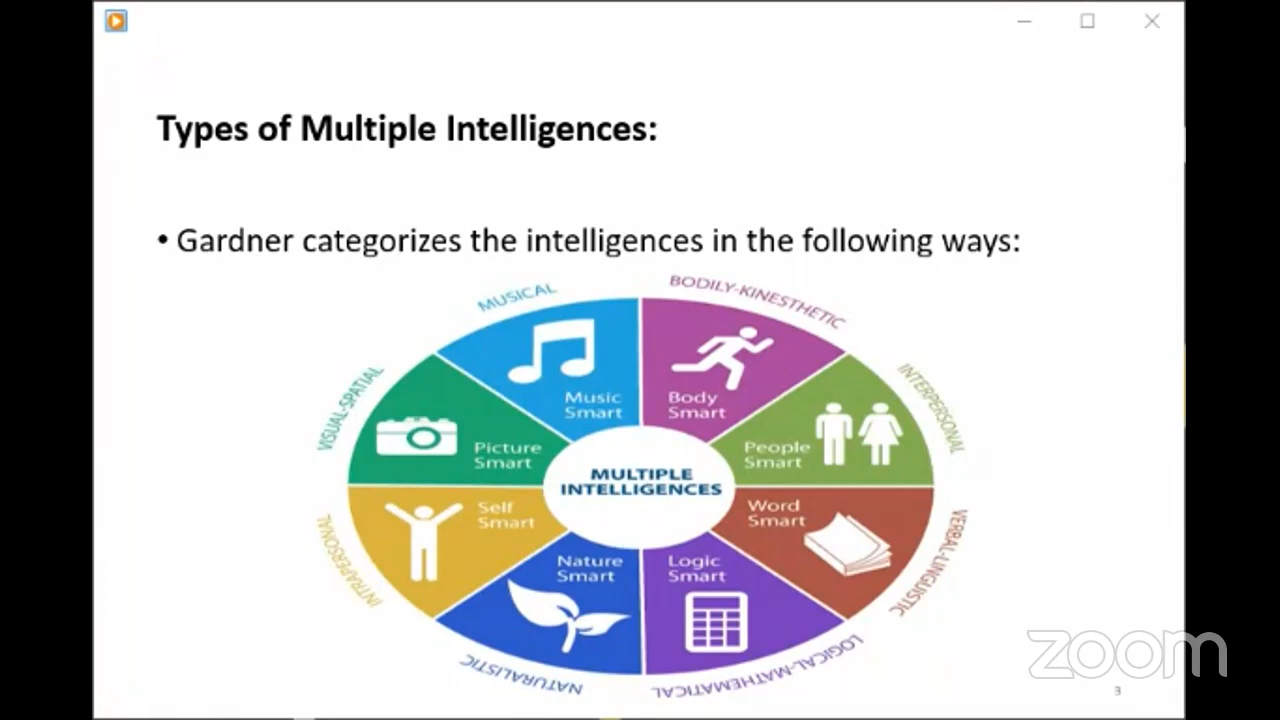 Types of Multiple Intelligences:
• Gardner categorizes the intelligences in the following ways:
MUSICAL
BODILY-KINESTHETIC
VISUAL-SPATIAL
INTERPERSONAL
Music
Smart
Body
Smart
Picture
Smart
People
Smart
MULTIPLE
INTELLIGENCES
Self
Smart
Word
Smart
INTRAPERSONAL
VERBAL-LINGUISTIC
Nature
Smart
Logic
Smart
NATURALISTIC
LOGICAL-MATHEMATICAL
zoom
3